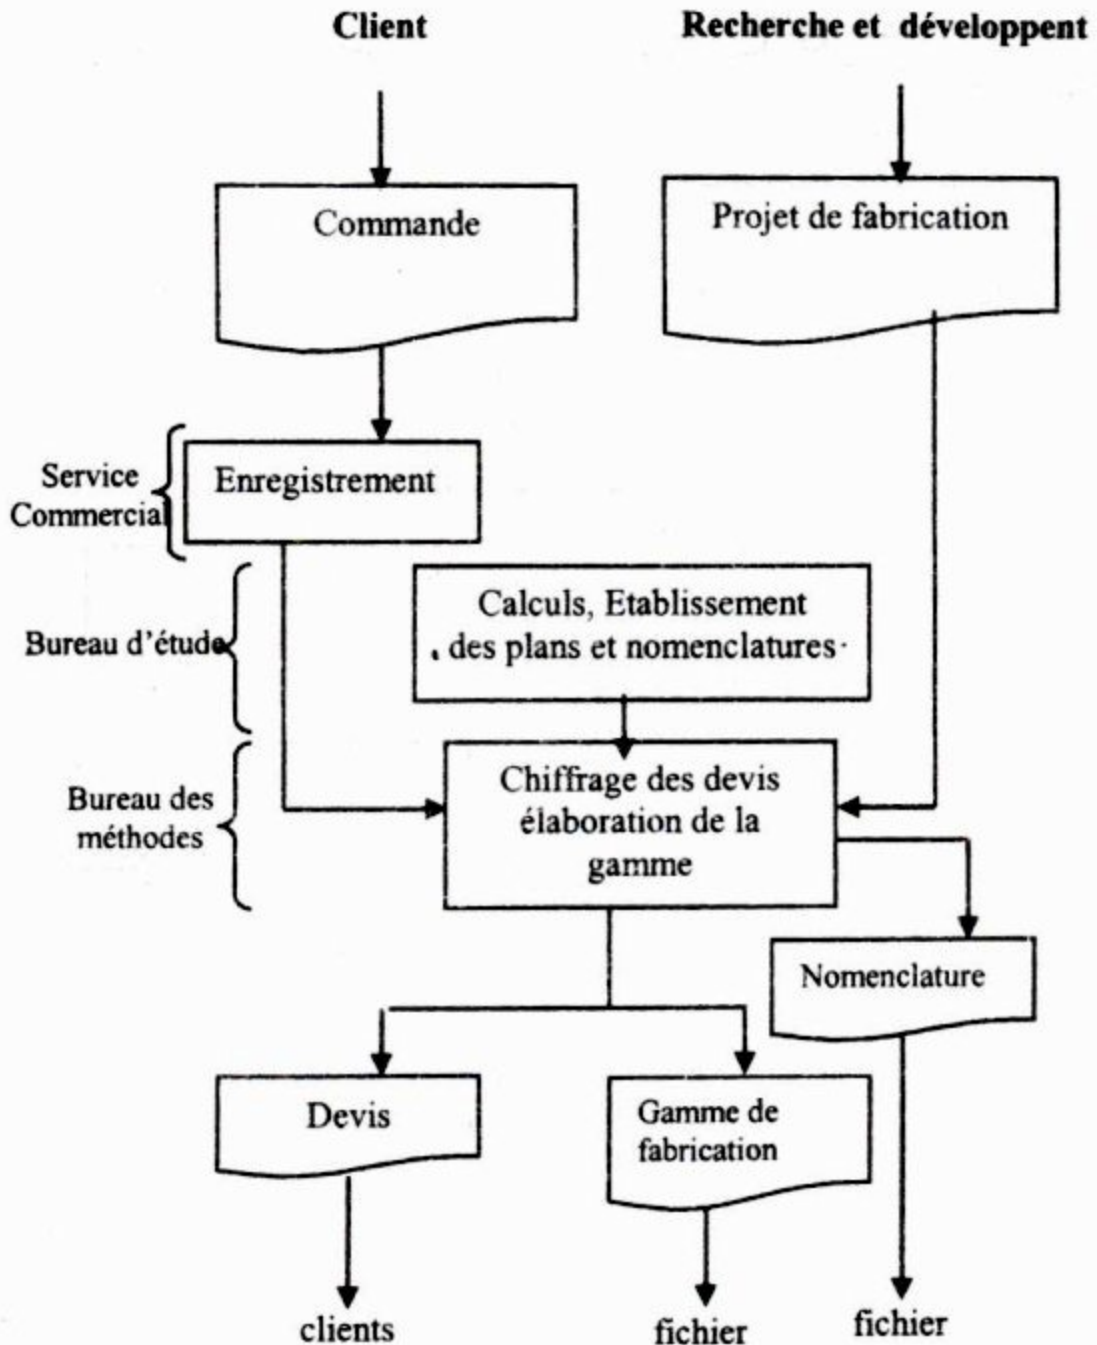 Client
Recherche et développent
Commande
Projet de fabrication
Service
Commercial
Enregistrement
Calculs, Etablissement
des plans et nomenclatures
Bureau d'étude
Chiffrage des devis
élaboration de la
gamme
Bureau des
méthodes
Nomenclature
Devis
Gamme de
fabrication
clients
fichier
fichier